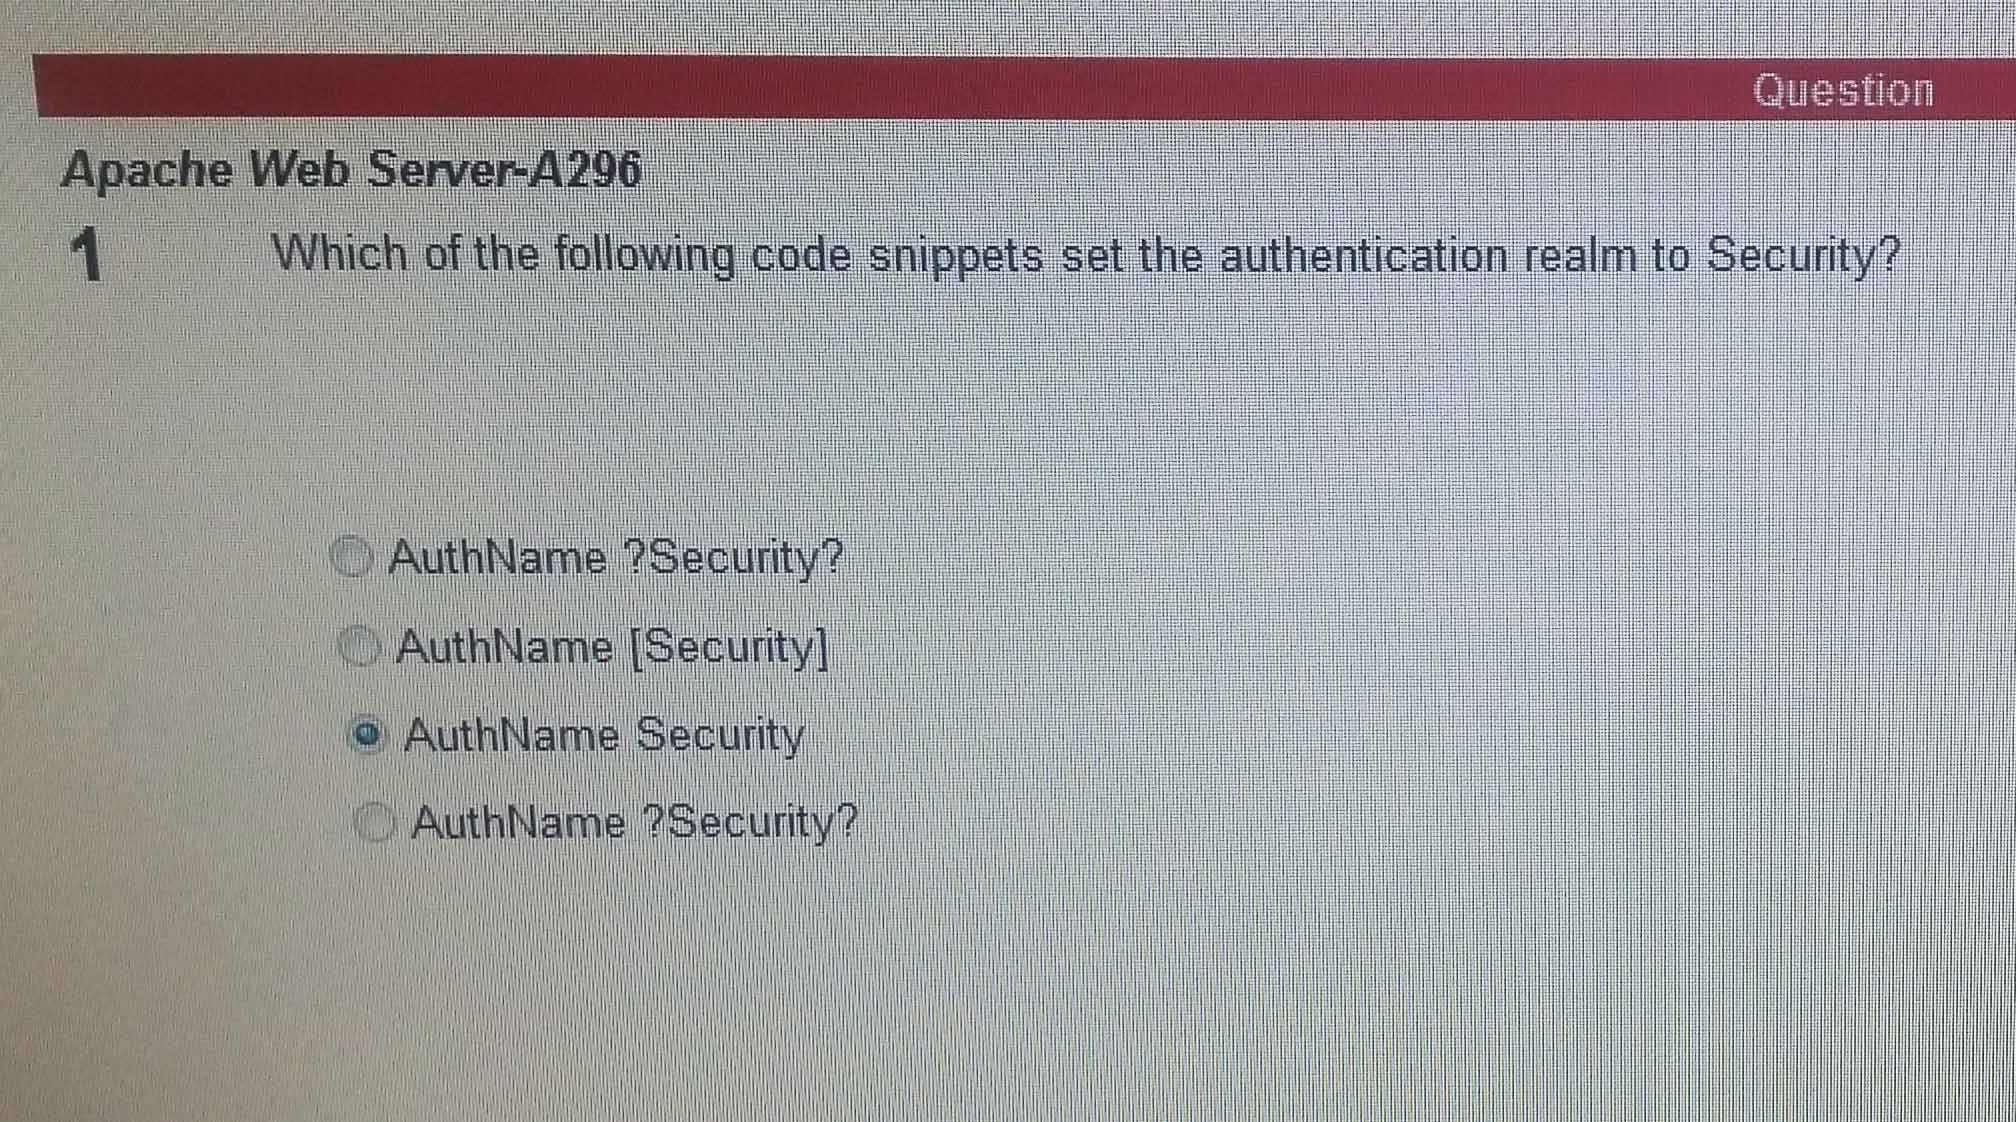 Question
Apache Web Server-A296
1 Which of the following code snippets set the authentication realm to Security?
AuthName ?Security?
AuthName [Security]
AuthName Security
AuthName ?Security?